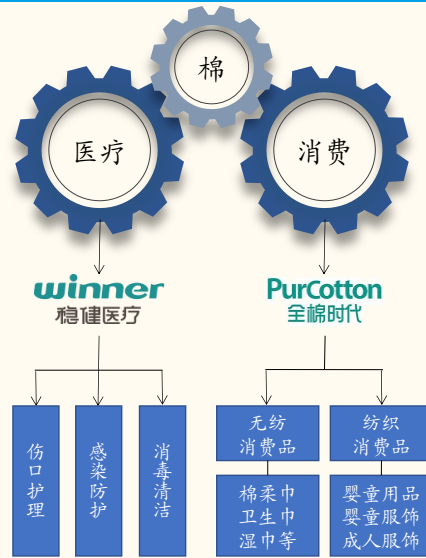 棉
医疗
消费
winner
稳健医疗
PurCotton
全棉时代
伤口护理
感染防护
消毒清洁
无纺
消费品
纺织
消费品
棉柔巾
卫生巾
湿巾等
婴童用品
婴童服饰
成人服饰